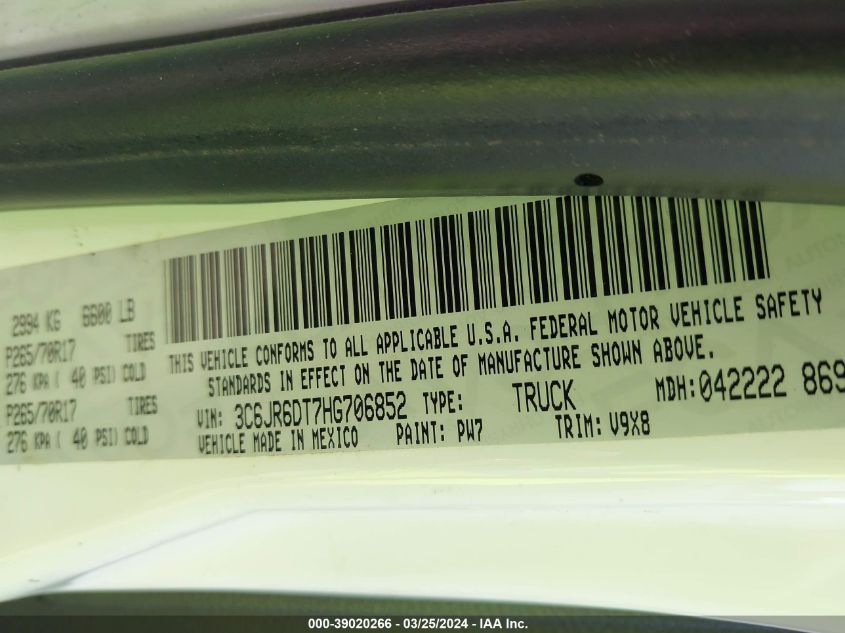 2994 KG 6600 LB
P265/70R17 TIRES
276 KPA ( 40 PSI) COLD
P265/70R17 TIRES
276 KPA ( 40 PSI) COLD
THIS VEHICLE CONFORMS TO ALL APPLICABLE U.S.A. FEDERAL MOTOR VEHICLE SAFETY
STANDARDS IN EFFECT ON THE DATE OF MANUFACTURE SHOWN ABOVE.
VIN: 3C6JR6DT7HG706852 TYPE: TRUCK MDH:042222 869
VEHICLE MADE IN MEXICO PAINT: PW7 TRIM: V9X8
000-39020266 - 03/25/2024 - IAA Inc.